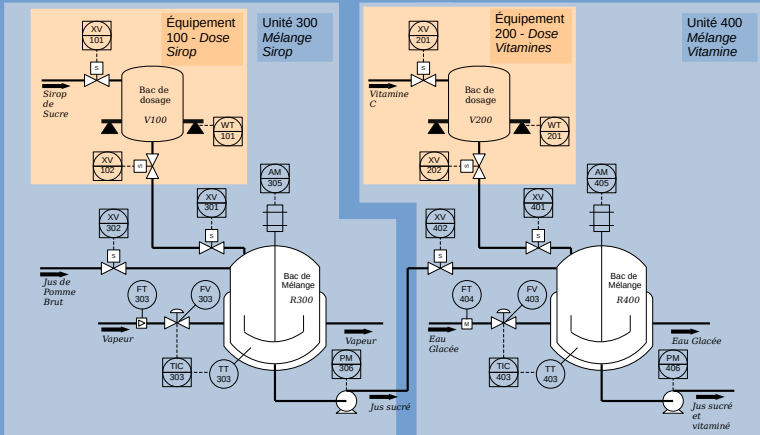 Équipement
100 - Dose
Sirop
Unité 300
Mélange
Sirop
XV
101
S
Sirop
de
Sucre
Bac de
dosage
V100
WT
101
XV
102
S
AM
305
XV
301
S
XV
302
S
Jus de
Pomme
Brut
Bac de
Mélange
R300
FT
303
FV
303
Vapeur
Vapeur
TIC
303
TT
303
PM
306
Jus sucré
Équipement
200 - Dose
Vitamines
Unité 400
Mélange
Vitamine
XV
201
S
Vitamine
C
Bac de
dosage
V200
WT
201
XV
202
S
AM
405
XV
401
S
XV
402
S
Bac de
Mélange
R400
FT
404
FV
403
M
Eau
Glacée
Eau Glacée
TIC
403
TT
403
PM
406
Jus sucré
et
vitaminé